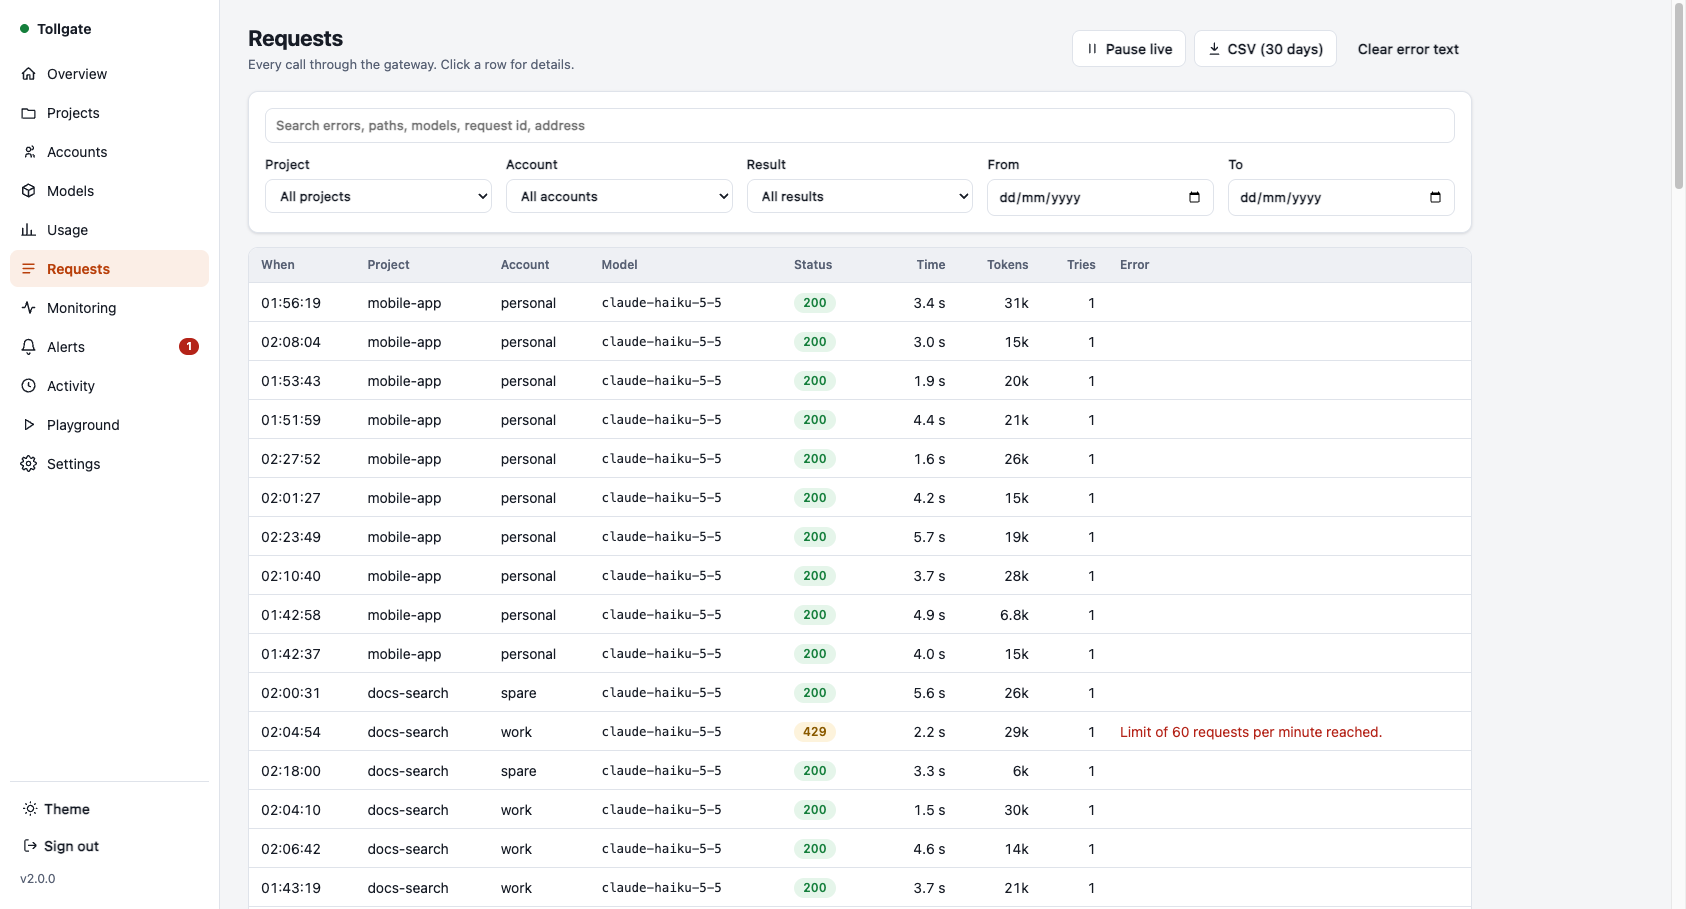 Tollgate
Overview
Projects
Accounts
Models
Usage
Requests
Monitoring
Alerts 1
Activity
Playground
Settings
Theme
Sign out
v2.0.0
Requests
Every call through the gateway. Click a row for details.
Pause live
CSV (30 days)
Clear error text
Search errors, paths, models, request id, address
Project Account Result From To
All projects All accounts All results dd/mm/yyyy dd/mm/yyyy
When Project Account Model Status Time Tokens Tries Error
01:56:19 mobile-app personal claude-haiku-5-5 200 3.4 s 31k 1
02:08:04 mobile-app personal claude-haiku-5-5 200 3.0 s 15k 1
01:53:43 mobile-app personal claude-haiku-5-5 200 1.9 s 20k 1
01:51:59 mobile-app personal claude-haiku-5-5 200 4.4 s 21k 1
02:27:52 mobile-app personal claude-haiku-5-5 200 1.6 s 26k 1
02:01:27 mobile-app personal claude-haiku-5-5 200 4.2 s 15k 1
02:23:49 mobile-app personal claude-haiku-5-5 200 5.7 s 19k 1
02:10:40 mobile-app personal claude-haiku-5-5 200 3.7 s 28k 1
01:42:58 mobile-app personal claude-haiku-5-5 200 4.9 s 6.8k 1
01:42:37 mobile-app personal claude-haiku-5-5 200 4.0 s 15k 1
02:00:31 docs-search spare claude-haiku-5-5 200 5.6 s 26k 1
02:04:54 docs-search work claude-haiku-5-5 429 2.2 s 29k 1 Limit of 60 requests per minute reached.
02:18:00 docs-search spare claude-haiku-5-5 200 3.3 s 6k 1
02:04:10 docs-search work claude-haiku-5-5 200 1.5 s 30k 1
02:06:42 docs-search work claude-haiku-5-5 200 4.6 s 14k 1
01:43:19 docs-search work claude-haiku-5-5 200 3.7 s 21k 1